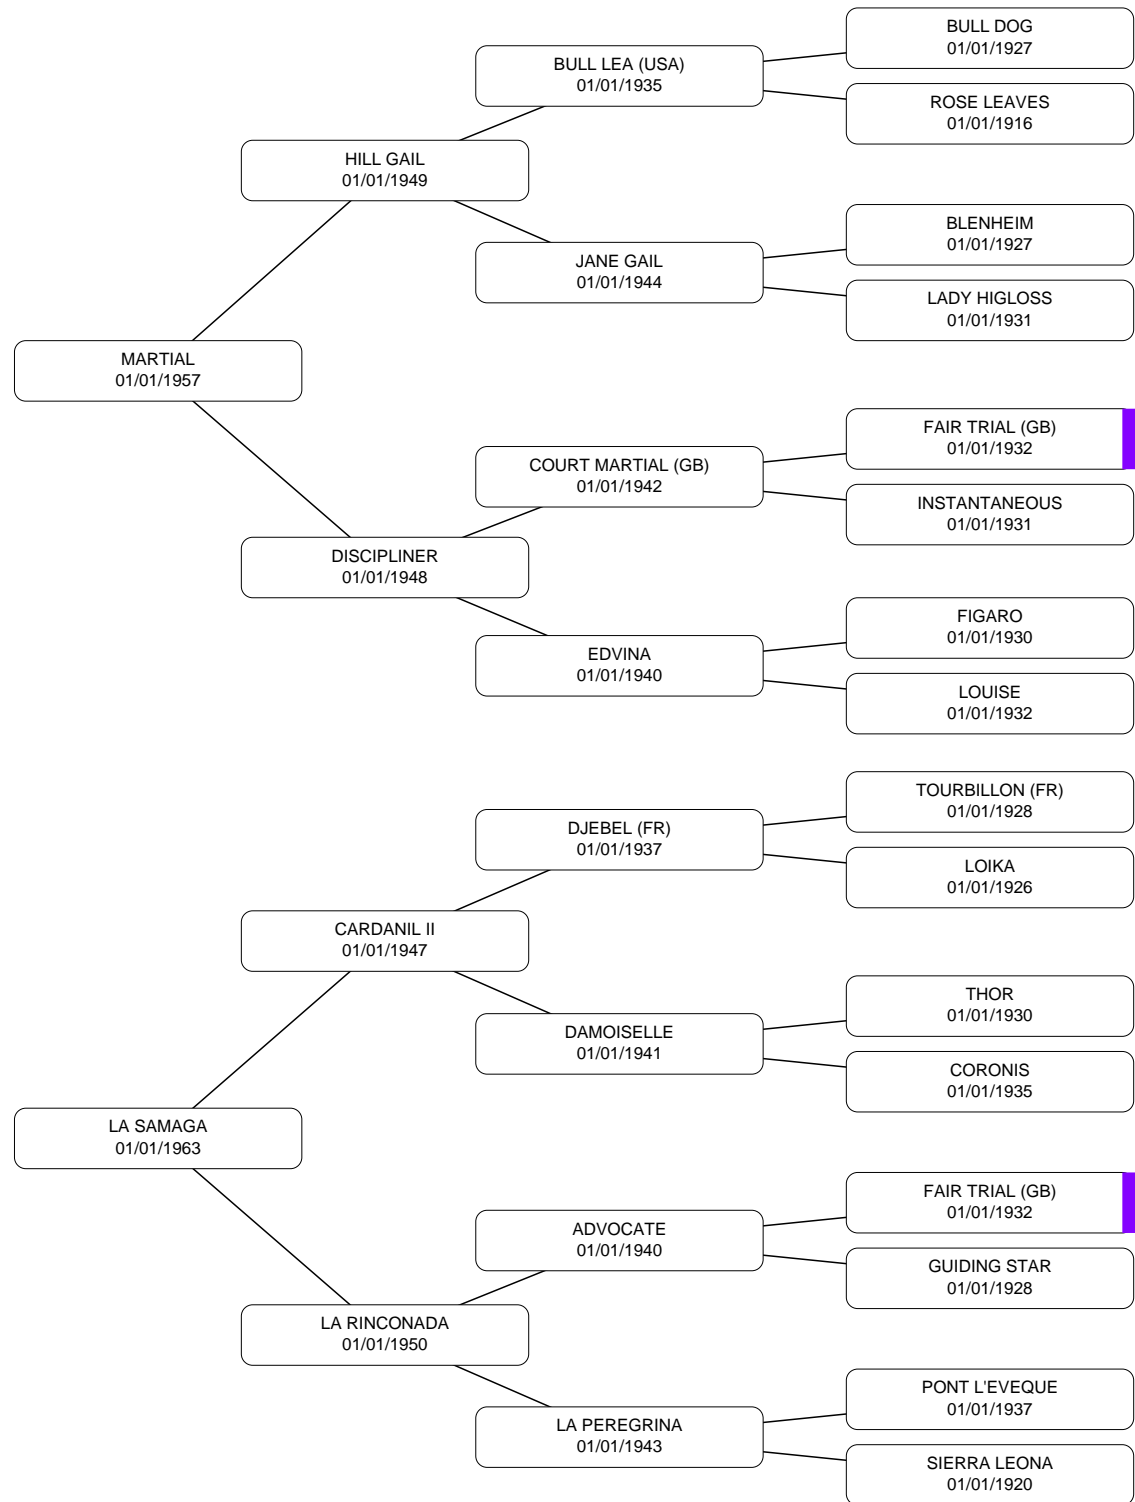 BULL DOG
01/01/1927
BULL LEA (USA)
01/01/1935
ROSE LEAVES
01/01/1916
HILL GAIL
01/01/1949
BLENHEIM
01/01/1927
JANE GAIL
01/01/1944
LADY HIGLOSS
01/01/1931
MARTIAL
01/01/1957
FAIR TRIAL (GB)
01/01/1932
COURT MARTIAL (GB)
01/01/1942
INSTANTANEOUS
01/01/1931
DISCIPLINER
01/01/1948
FIGARO
01/01/1930
EDVINA
01/01/1940
LOUISE
01/01/1932
TOURBILLON (FR)
01/01/1928
DJEBEL (FR)
01/01/1937
LOIKA
01/01/1926
CARDANIL II
01/01/1947
THOR
01/01/1930
DAMOISELLE
01/01/1941
CORONIS
01/01/1935
LA SAMAGA
01/01/1963
FAIR TRIAL (GB)
01/01/1932
ADVOCATE
01/01/1940
GUIDING STAR
01/01/1928
LA RINCONADA
01/01/1950
PONT L'EVEQUE
01/01/1937
LA PEREGRINA
01/01/1943
SIERRA LEONA
01/01/1920